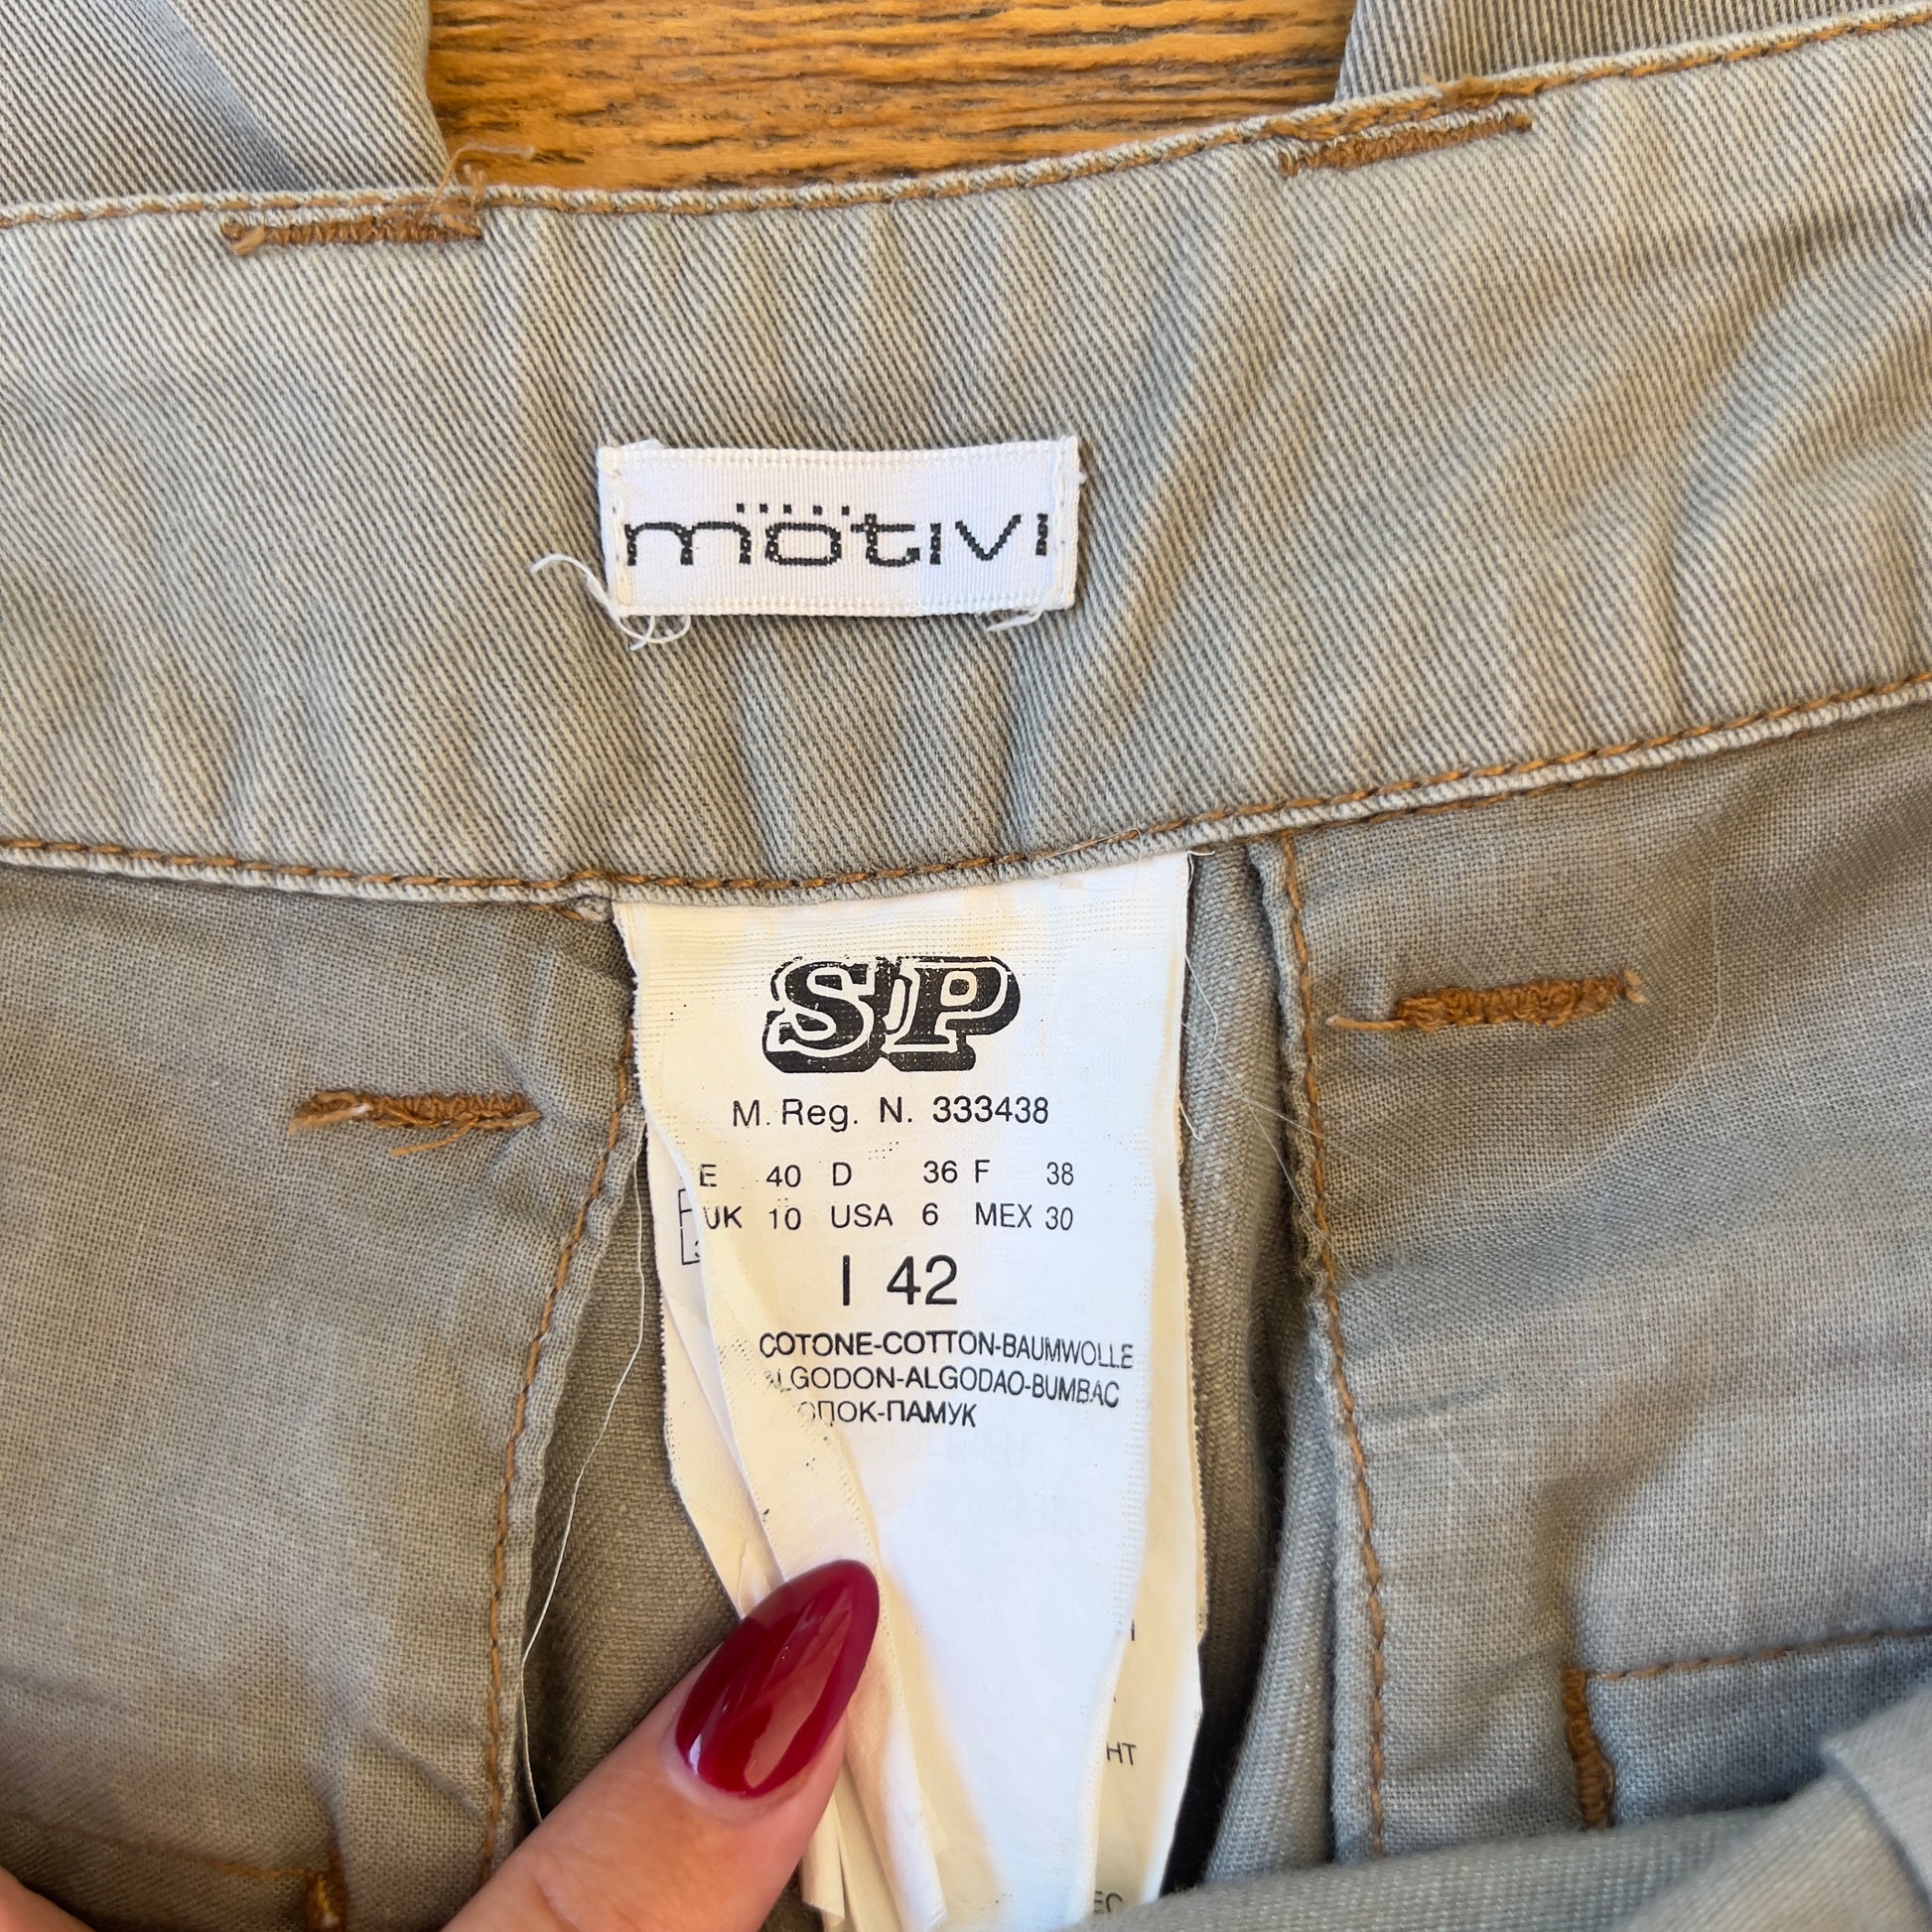 mötivi
SP
M. Reg. N. 333438
E 40 D 36 F 38
UK 10 USA 6 MEX 30
I 42
COTONE-COTTON-BAUMWOLLE
ALGODON-ALGODAO-BUMBAC
ПАМУК